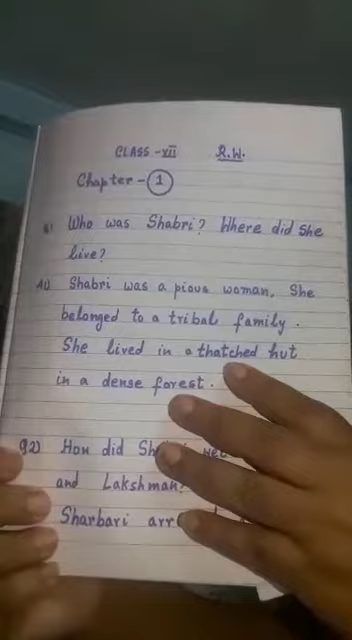 CLASS -VII R.W.
Chapter - 1
Q1 Who was Shabri? Where did she
live?
A1) Shabri was a pious woman. She
belonged to a tribal family.
She lived in a thatched hut
in a dense forest.
Q2) How did
and Lakshman?
Sharbari